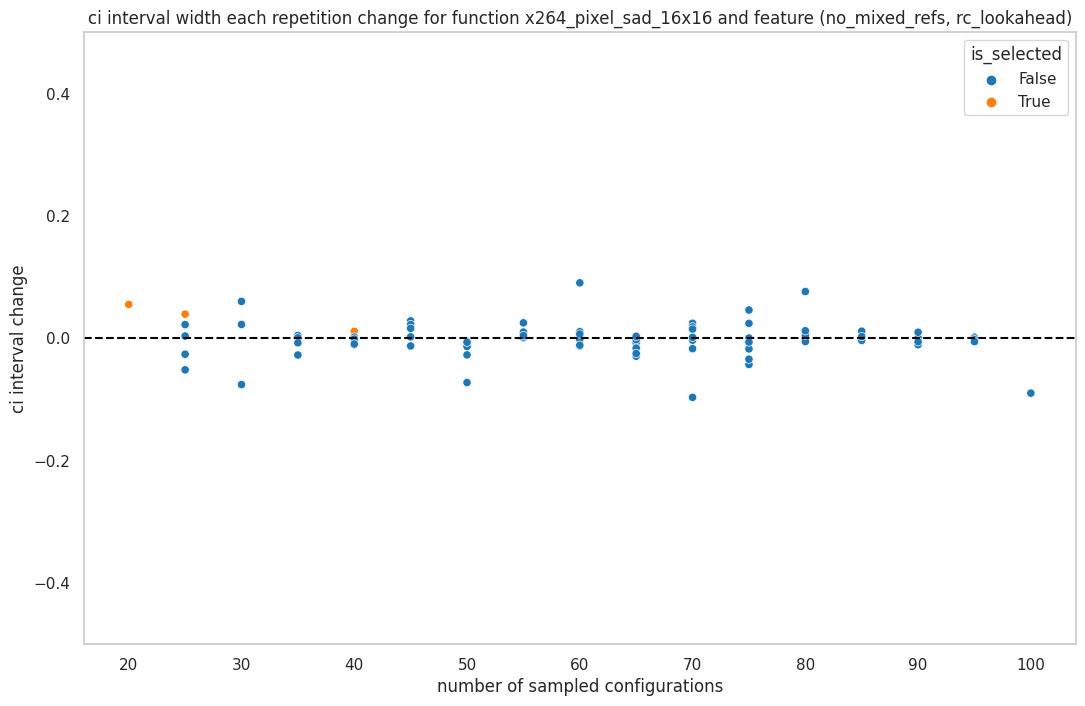 ci interval width each repetition change for function x264_pixel_sad_16x16 and feature (no_mixed_refs, rc_lookahead)
is_selected
False
True
0.4
0.2
0.0
−0.2
−0.4
ci interval change
20 30 40 50 60 70 80 90 100
number of sampled configurations